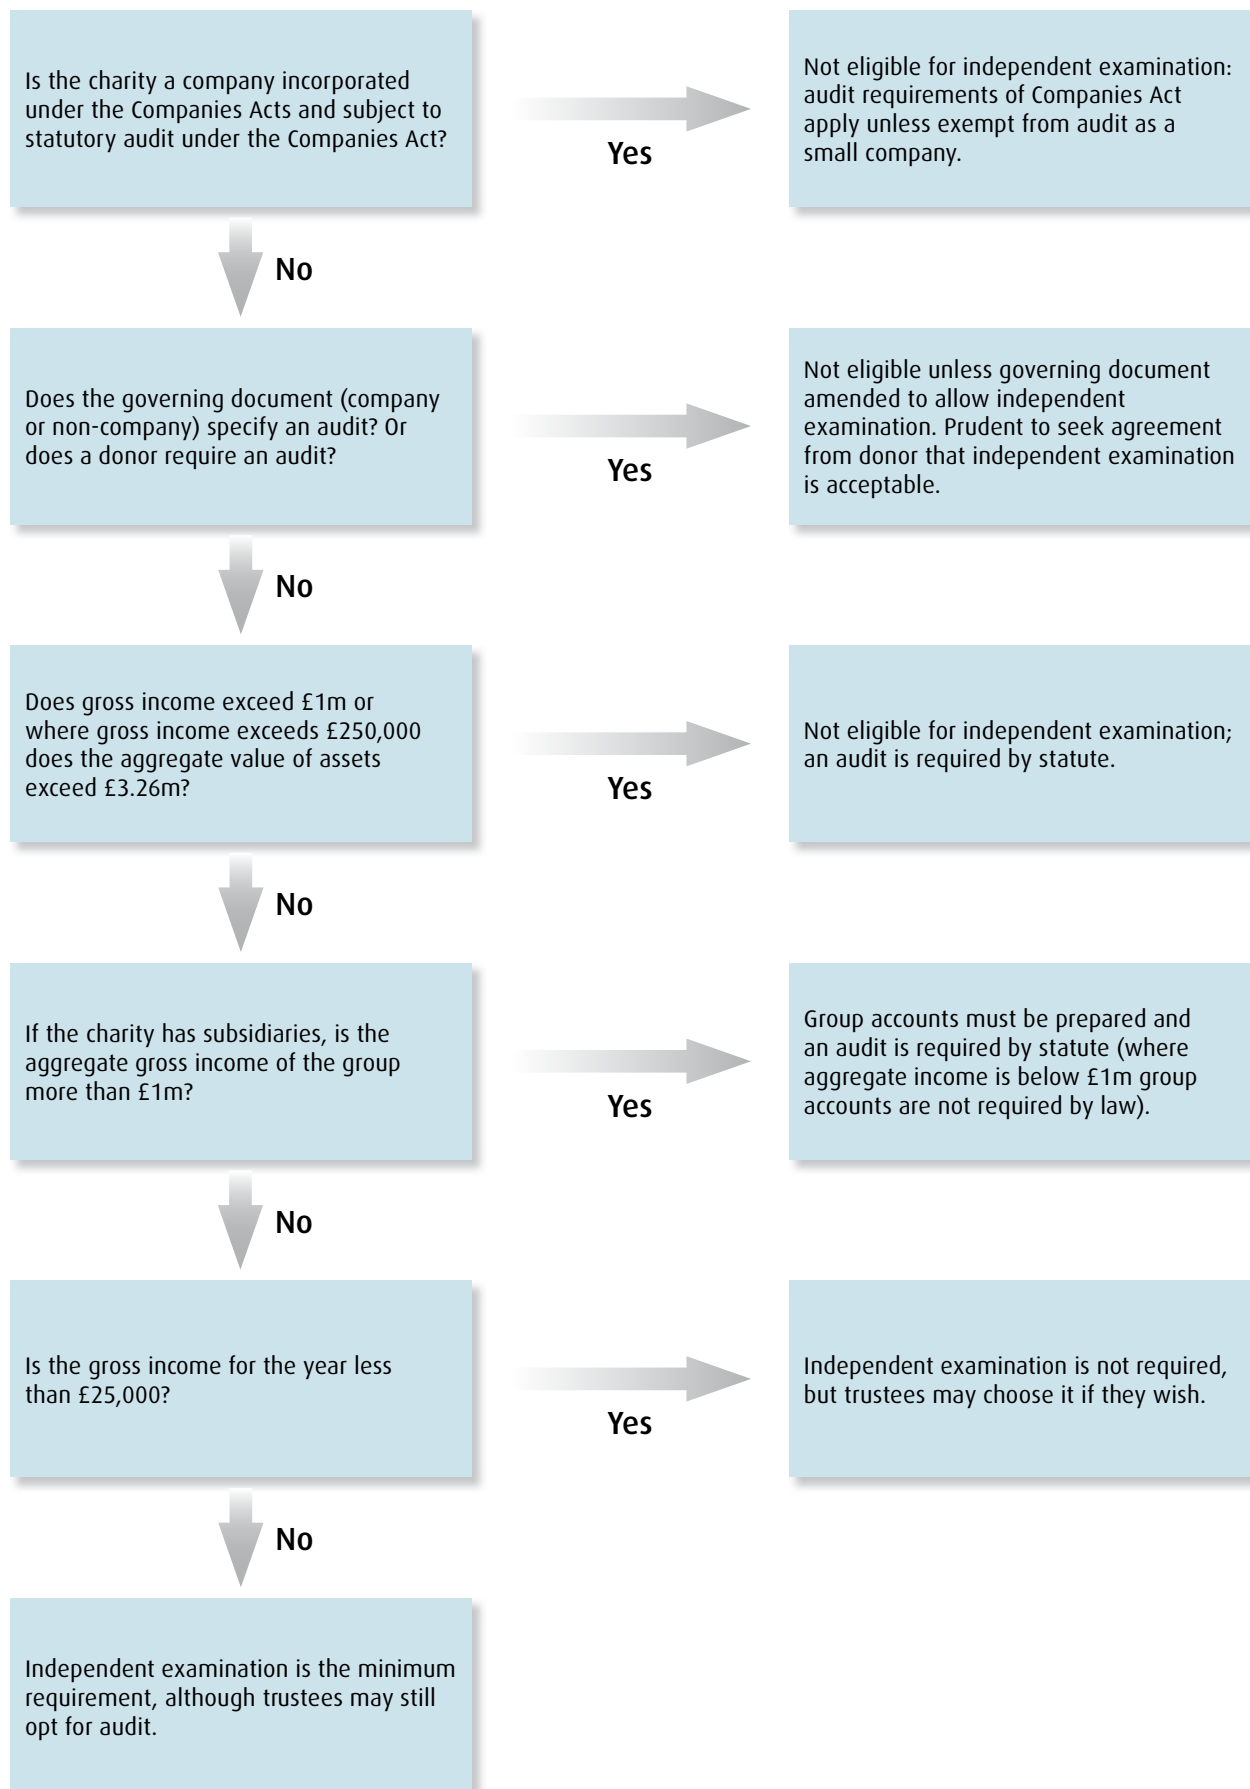 Is the charity a company incorporated
under the Companies Acts and subject to
statutory audit under the Companies Act?
Yes
Not eligible for independent examination:
audit requirements of Companies Act
apply unless exempt from audit as a
small company.
No
Does the governing document (company
or non-company) specify an audit? Or
does a donor require an audit?
Yes
Not eligible unless governing document
amended to allow independent
examination. Prudent to seek agreement
from donor that independent examination
is acceptable.
No
Does gross income exceed £1m or
where gross income exceeds £250,000
does the aggregate value of assets
exceed £3.26m?
Yes
Not eligible for independent examination;
an audit is required by statute.
No
If the charity has subsidiaries, is the
aggregate gross income of the group
more than £1m?
Yes
Group accounts must be prepared and
an audit is required by statute (where
aggregate income is below £1m group
accounts are not required by law).
No
Is the gross income for the year less
than £25,000?
Yes
Independent examination is not required,
but trustees may choose it if they wish.
No
Independent examination is the minimum
requirement, although trustees may still
opt for audit.